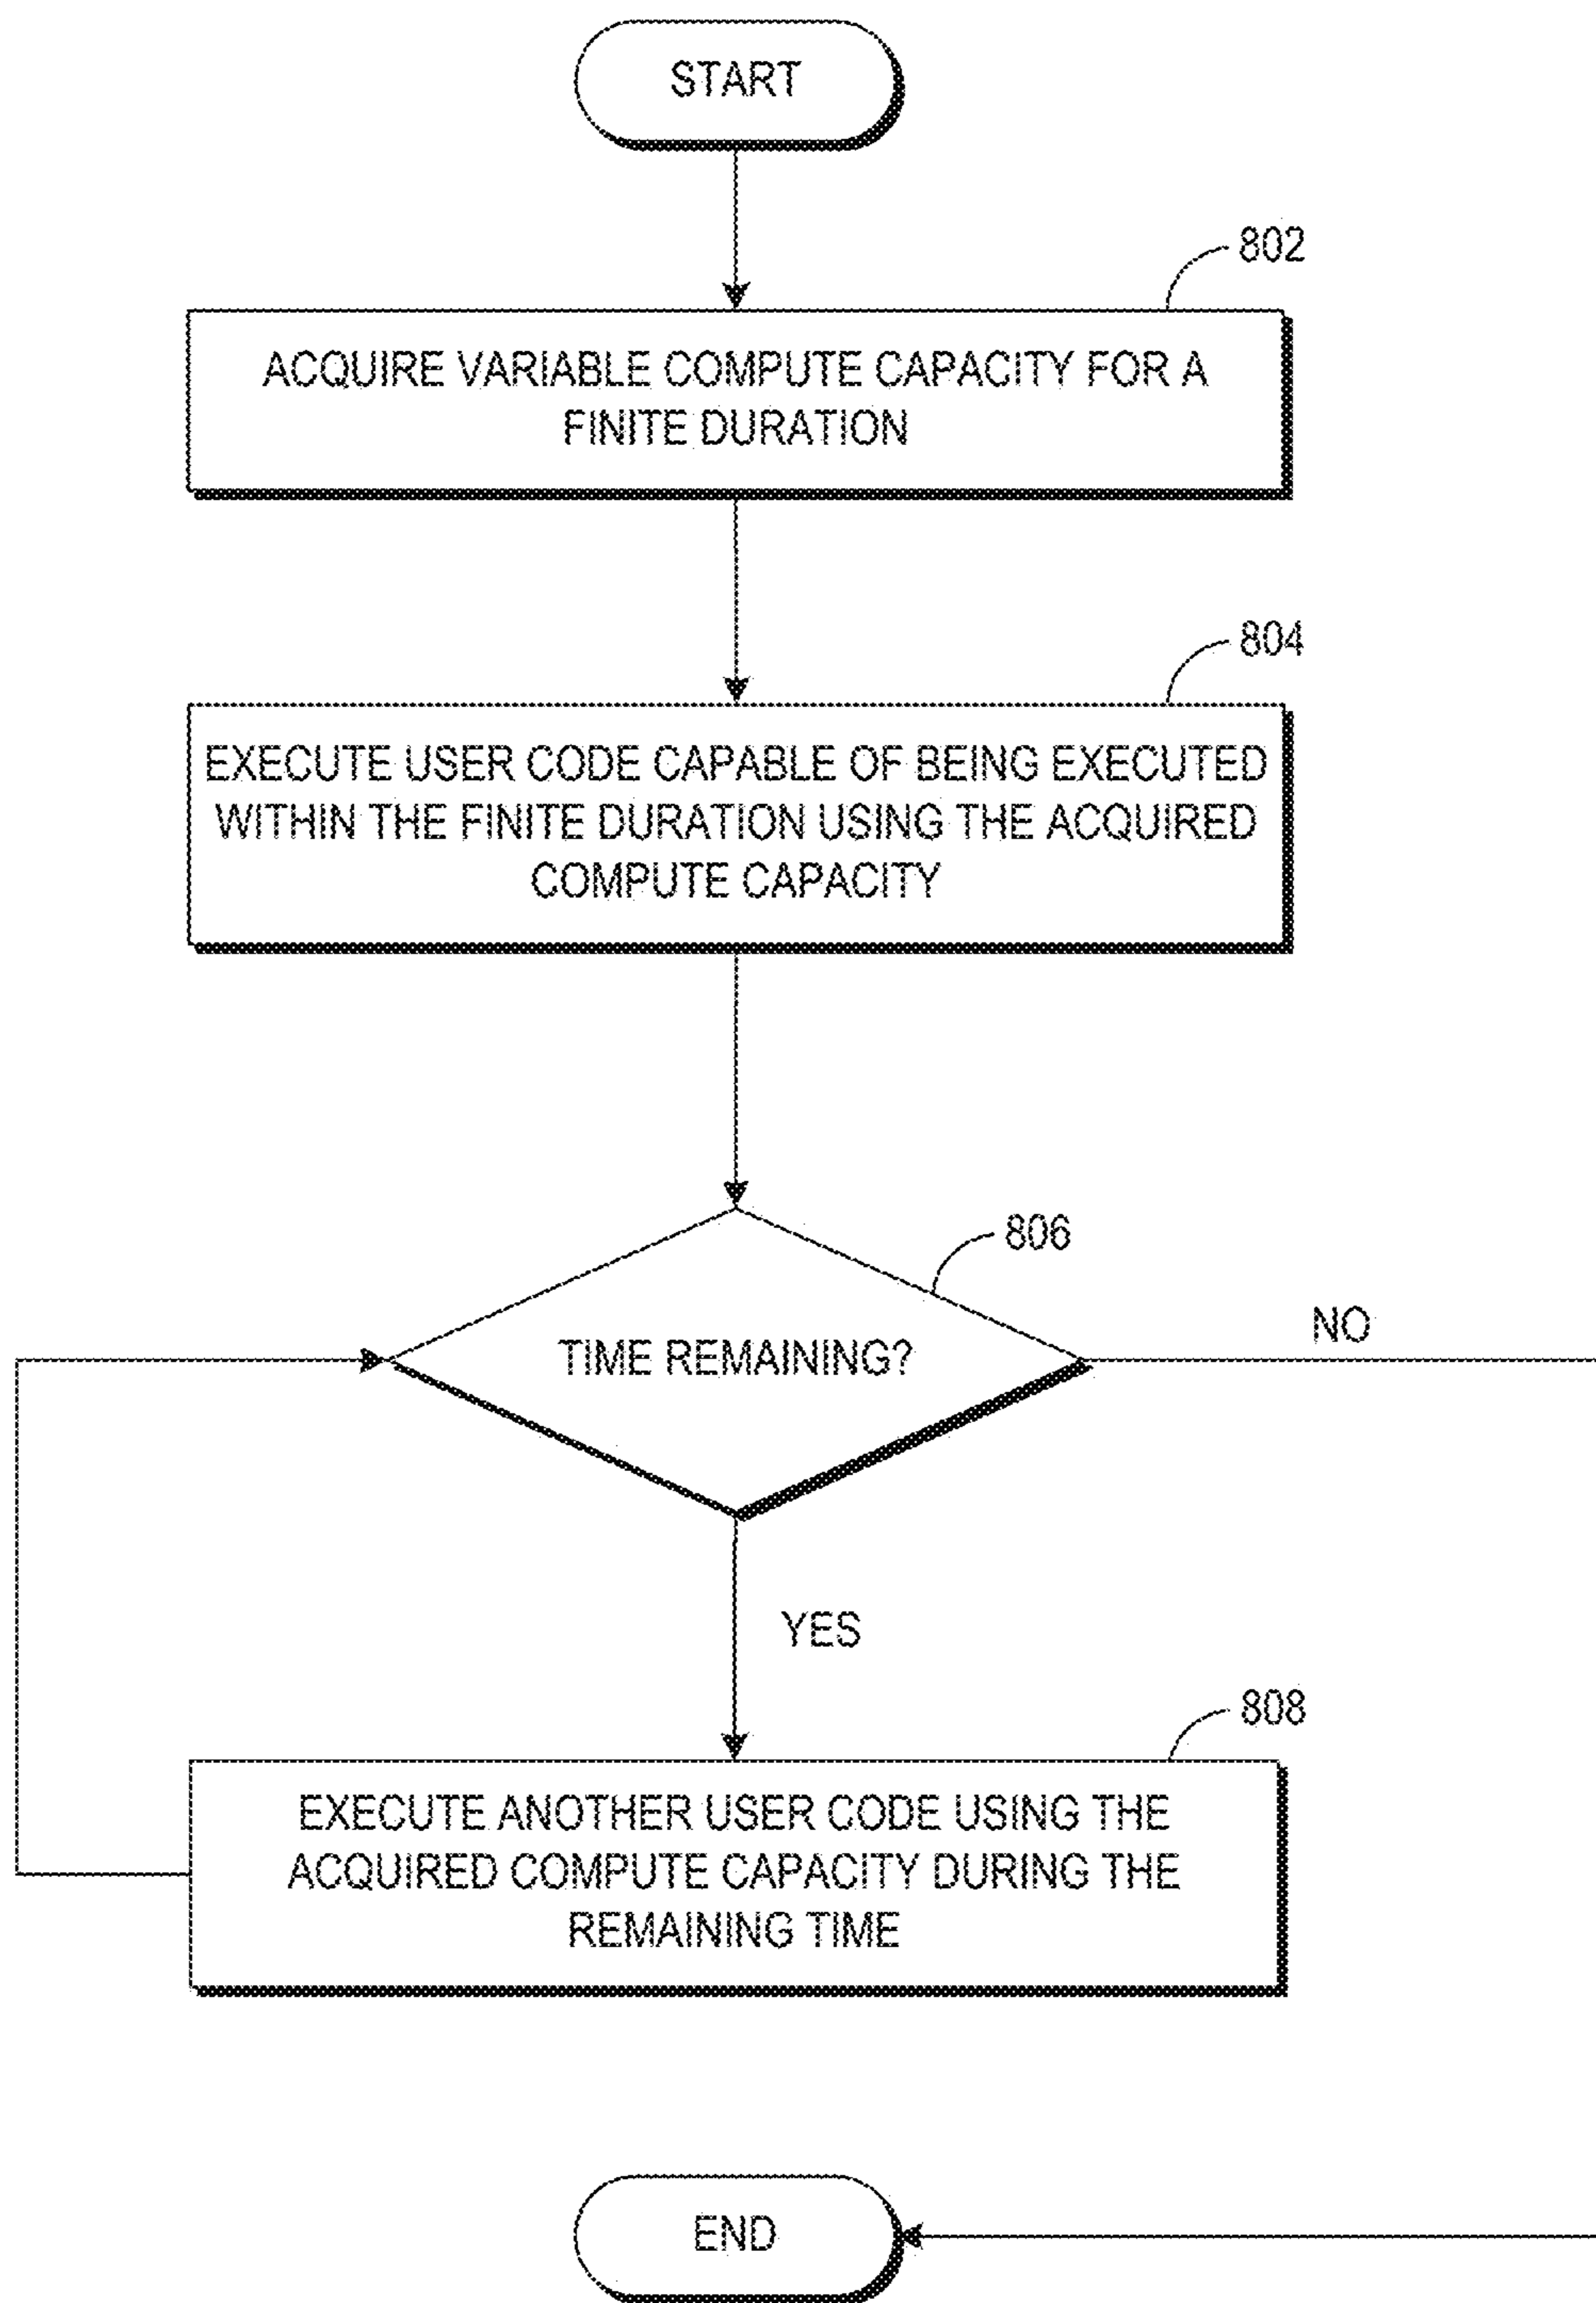 START
802
ACQUIRE VARIABLE COMPUTE CAPACITY FOR A
FINITE DURATION
804
EXECUTE USER CODE CAPABLE OF BEING EXECUTED
WITHIN THE FINITE DURATION USING THE ACQUIRED
COMPUTE CAPACITY
806
TIME REMAINING?
NO
YES
808
EXECUTE ANOTHER USER CODE USING THE
ACQUIRED COMPUTE CAPACITY DURING THE
REMAINING TIME
END